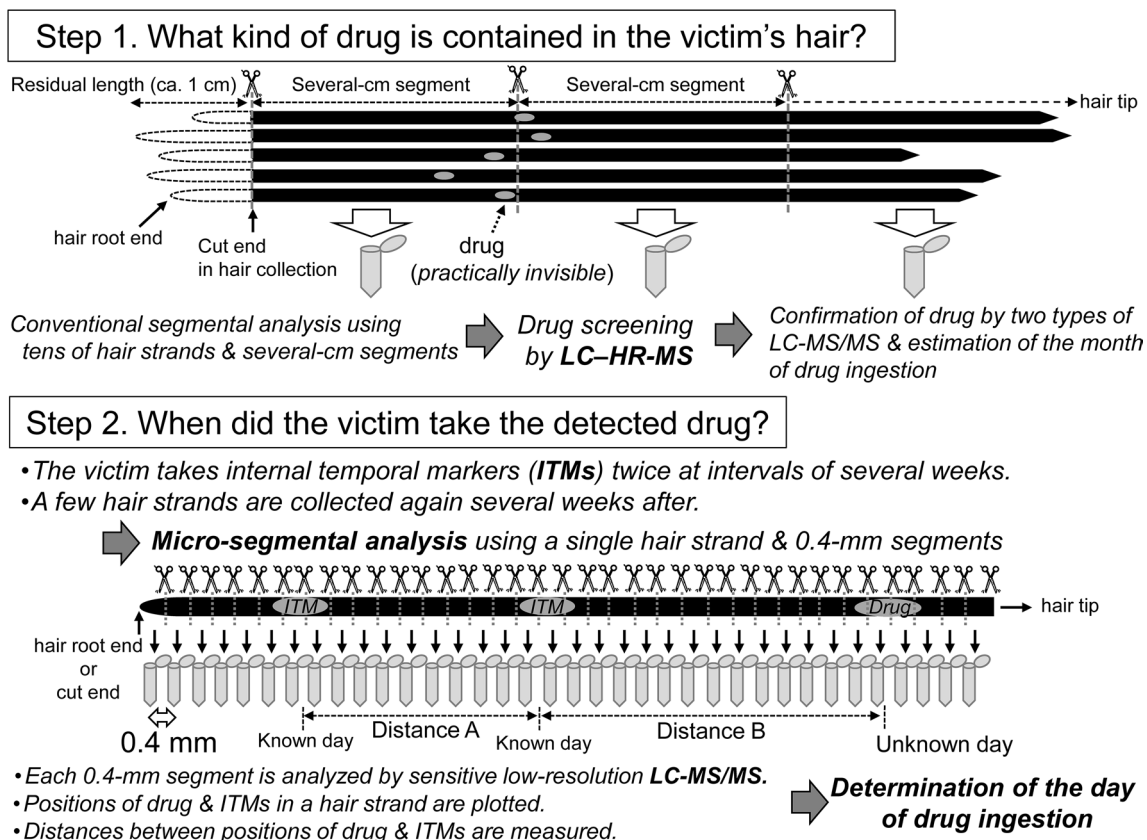 Step 1. What kind of drug is contained in the victim's hair?
Residual length (ca. 1 cm)
Several-cm segment
Several-cm segment
hair tip
hair root end
Cut end
in hair collection
drug
(practically invisible)
Conventional segmental analysis using
tens of hair strands & several-cm segments
Drug screening
by LC–HR-MS
Confirmation of drug by two types of
LC-MS/MS & estimation of the month
of drug ingestion
Step 2. When did the victim take the detected drug?
•The victim takes internal temporal markers (ITMs) twice at intervals of several weeks.
•A few hair strands are collected again several weeks after.
Micro-segmental analysis using a single hair strand & 0.4-mm segments
ITM
ITM
Drug
hair tip
hair root end
or
cut end
0.4 mm
Known day
Distance A
Known day
Distance B
Unknown day
•Each 0.4-mm segment is analyzed by sensitive low-resolution LC-MS/MS.
•Positions of drug & ITMs in a hair strand are plotted.
•Distances between positions of drug & ITMs are measured.
Determination of the day
of drug ingestion